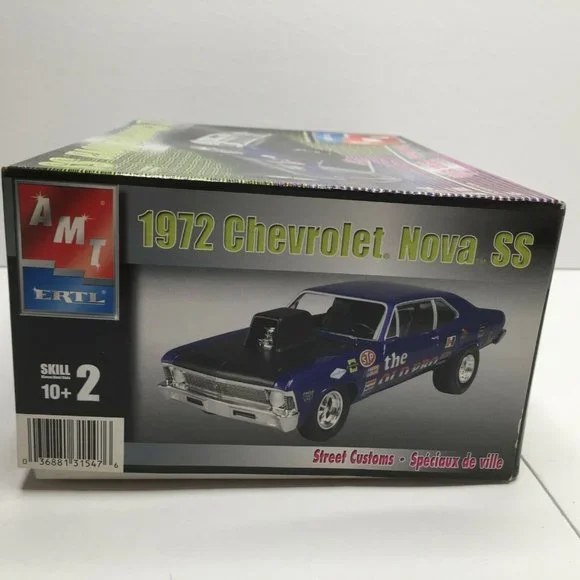 AMT
ERTL
1972 Chevrolet Nova SS
SKILL 2
10+
STP
the
0 36881 31547 6
Street Customs • Spéciaux de ville